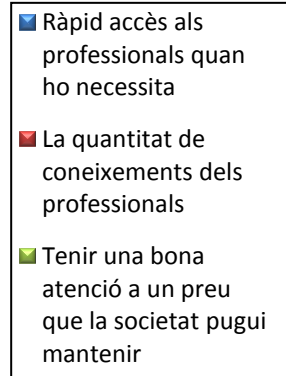 Ràpid accès als
professionals quan
ho necessita
La quantitat de
coneixements dels
professionals
Tenir una bona
atenció a un preu
que la societat pugui
mantenir